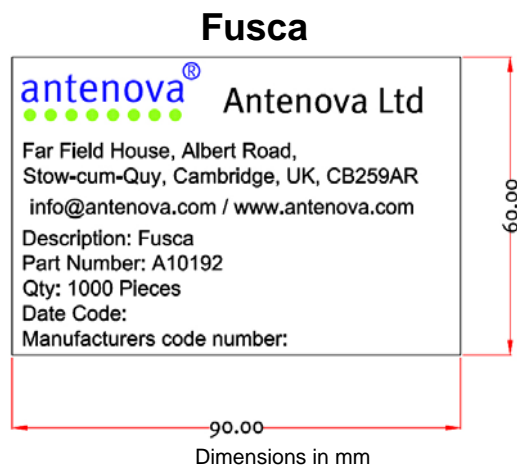 Fusca
antenova®
Antenova Ltd
Far Field House, Albert Road,
Stow-cum-Quy, Cambridge, UK, CB259AR
info@antenova.com / www.antenova.com
Description: Fusca
Part Number: A10192
Qty: 1000 Pieces
Date Code:
Manufacturers code number:
60.00
90.00
Dimensions in mm